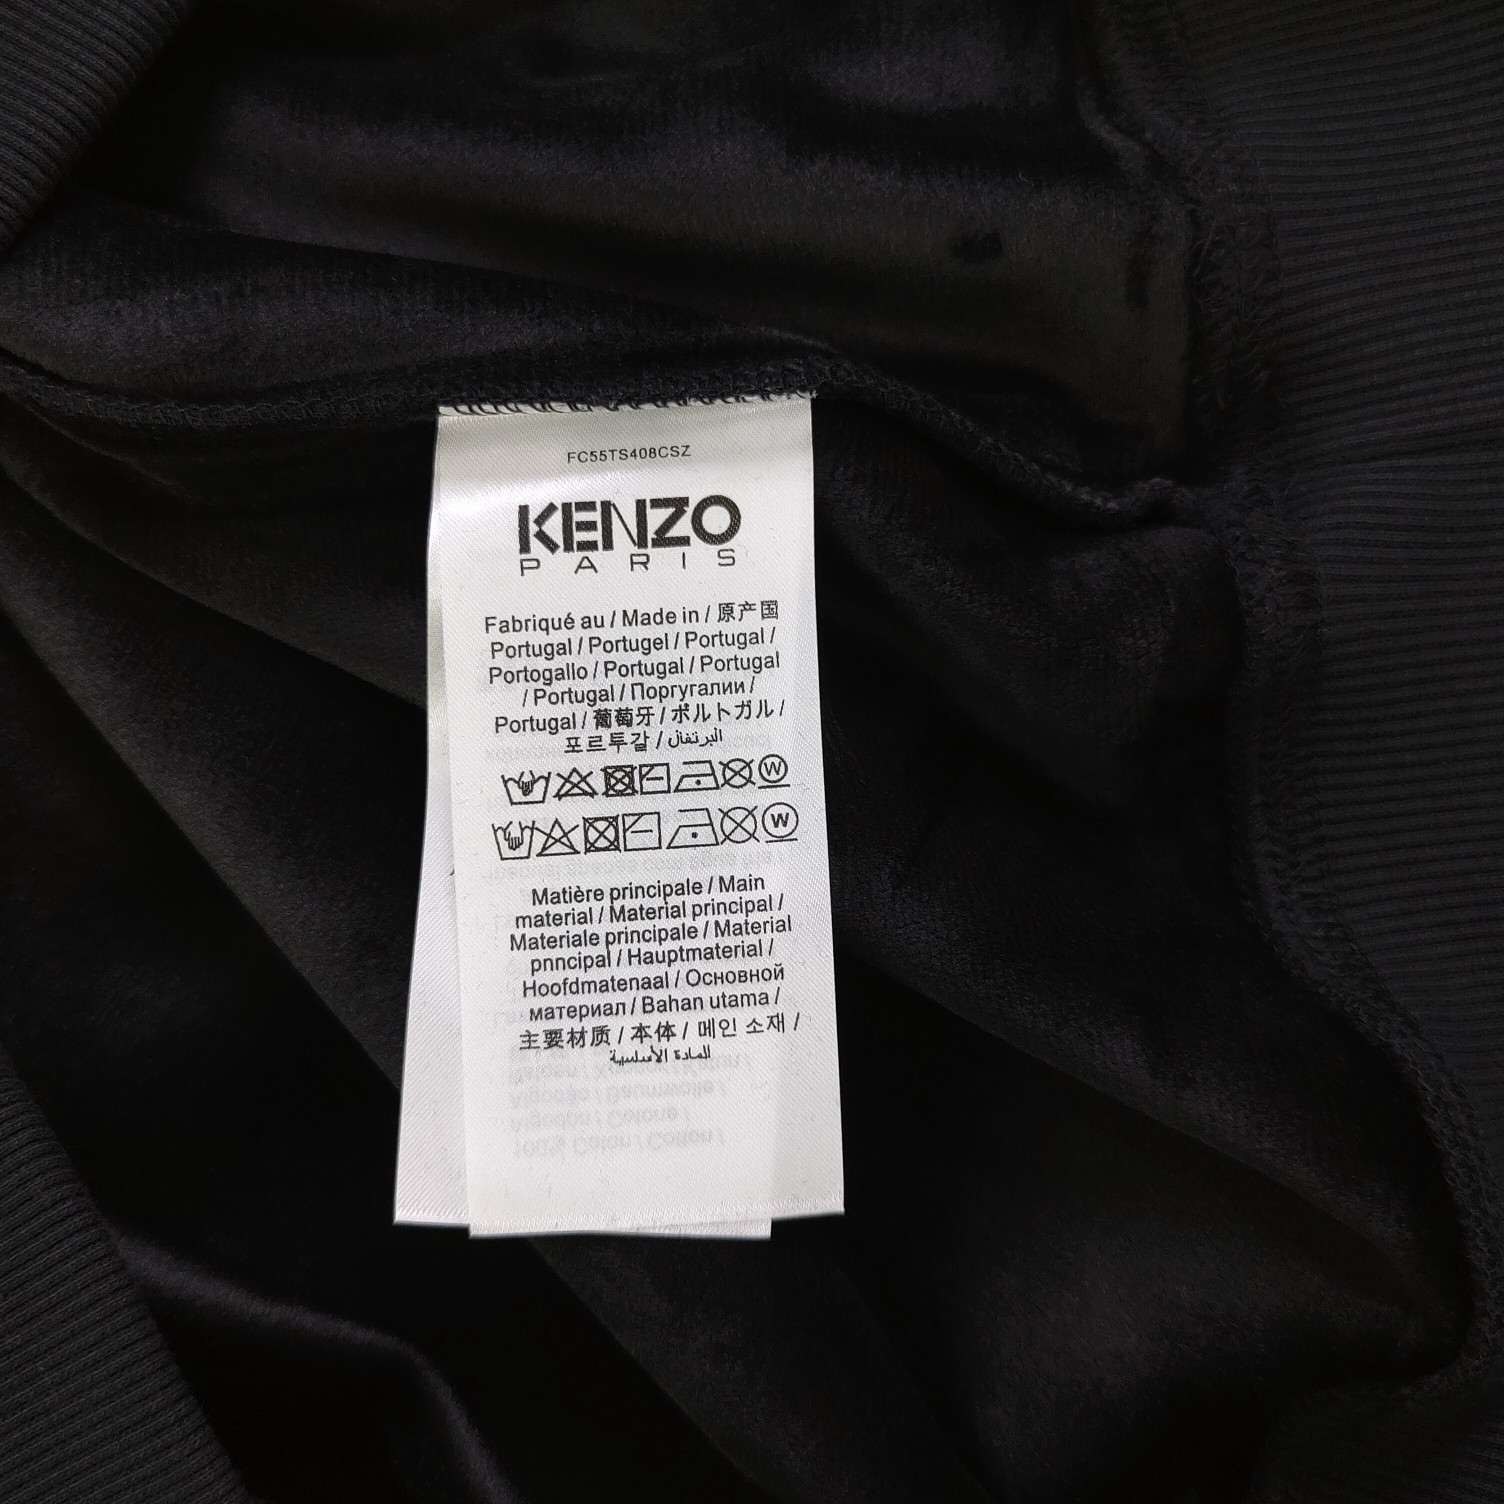 FC55TS408CSZ
KENZO
PARIS
Fabriqué au / Made in / 原产国
Portugal / Portugel / Portugal /
Portogallo / Portugal / Portugal
/ Portugal / Поругалии /
Portugal / 葡萄牙 / ポルトガル /
포르투갈 / البرتغال
W
W
Matière principale / Main
material / Material principal /
Materiale principale / Material
pnncipal / Hauptmaterial /
Hoofdmatenaal / Основной
материал / Bahan utama /
主要材质 / 本体 / 메인 소재 /
المادة الأساسية